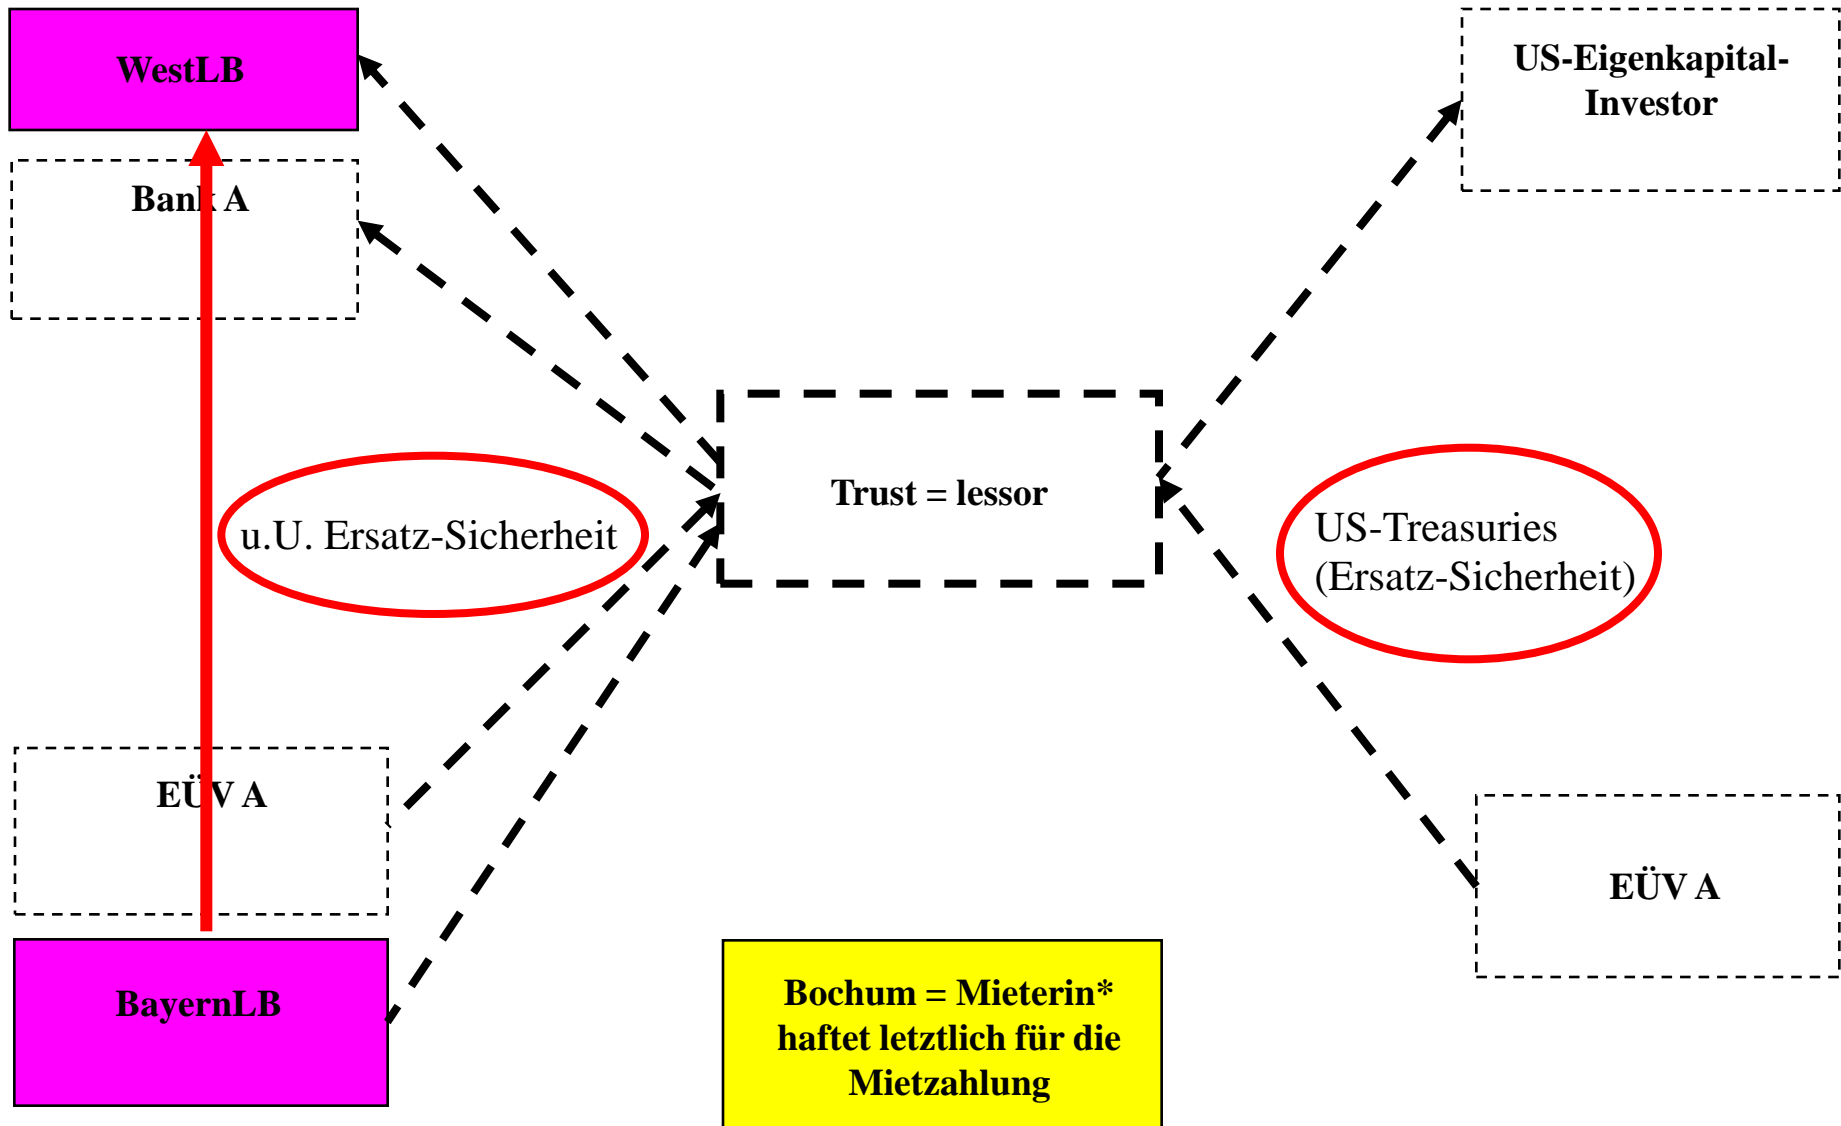 WestLB
US-Eigenkapital-
Investor
Bank A
Trust = lessor
u.U. Ersatz-Sicherheit
US-Treasuries
(Ersatz-Sicherheit)
EÜV A
EÜV A
BayernLB
Bochum = Mieterin*
haftet letztlich für die
Mietzahlung